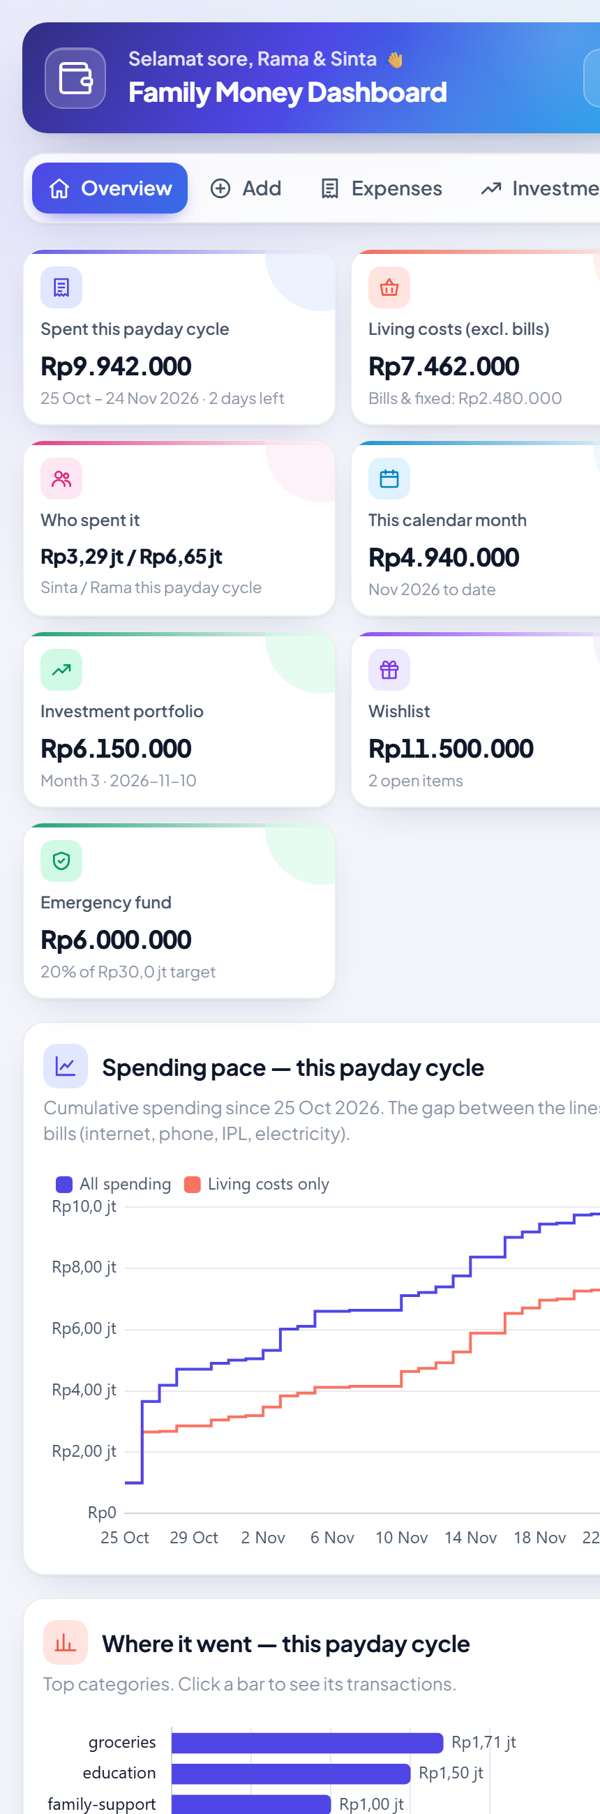 Selamat sore, Rama & Sinta 👋
Family Money Dashboard
Overview
Add
Expenses
Investme
Spent this payday cycle
Rp9.942.000
25 Oct – 24 Nov 2026 · 2 days left
Living costs (excl. bills)
Rp7.462.000
Bills & fixed: Rp2.480.000
Who spent it
Rp3,29 jt / Rp6,65 jt
Sinta / Rama this payday cycle
This calendar month
Rp4.940.000
Nov 2026 to date
Investment portfolio
Rp6.150.000
Month 3 · 2026-11-10
Wishlist
Rp11.500.000
2 open items
Emergency fund
Rp6.000.000
20% of Rp30,0 jt target
Spending pace — this payday cycle
Cumulative spending since 25 Oct 2026. The gap between the lines
bills (internet, phone, IPL, electricity).
All spending
Living costs only
Rp10,0 jt
Rp8,00 jt
Rp6,00 jt
Rp4,00 jt
Rp2,00 jt
Rp0
25 Oct
29 Oct
2 Nov
6 Nov
10 Nov
14 Nov
18 Nov
22
Where it went — this payday cycle
Top categories. Click a bar to see its transactions.
groceries
Rp1,71 jt
education
Rp1,50 jt
family-support
Rp1,00 jt